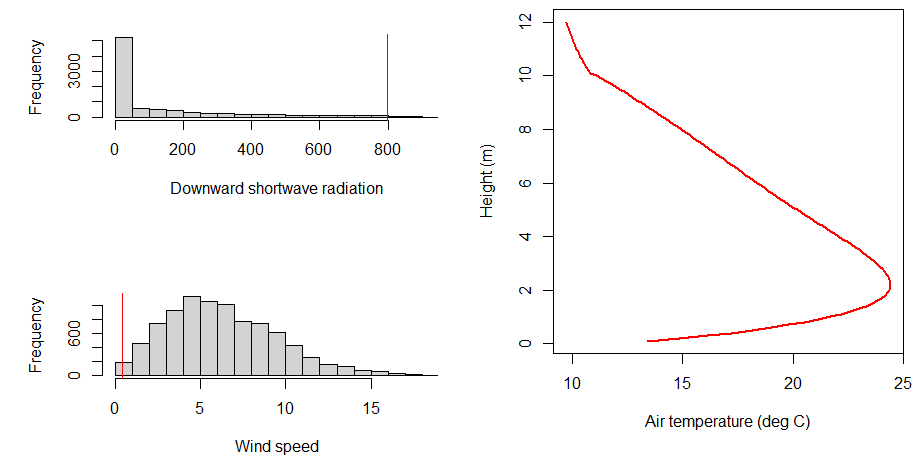 Frequency
0 3000
0 200 400 600 800
Downward shortwave radiation
Frequency
0 600
0 5 10 15
Wind speed
Height (m)
0 2 4 6 8 10 12
10 15 20 25
Air temperature (deg C)